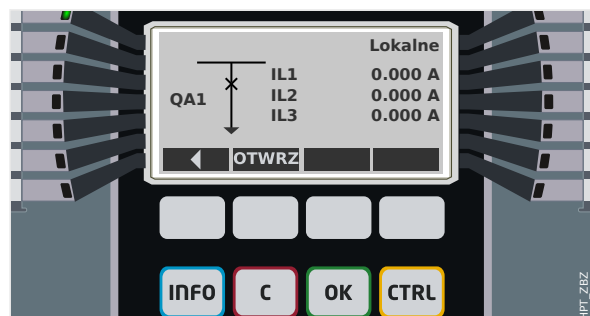 Lokalne
IL1 0.000 A
QA1
IL2 0.000 A
IL3 0.000 A
OTWRZ
INFO C OK CTRL
HPT_ZBZ